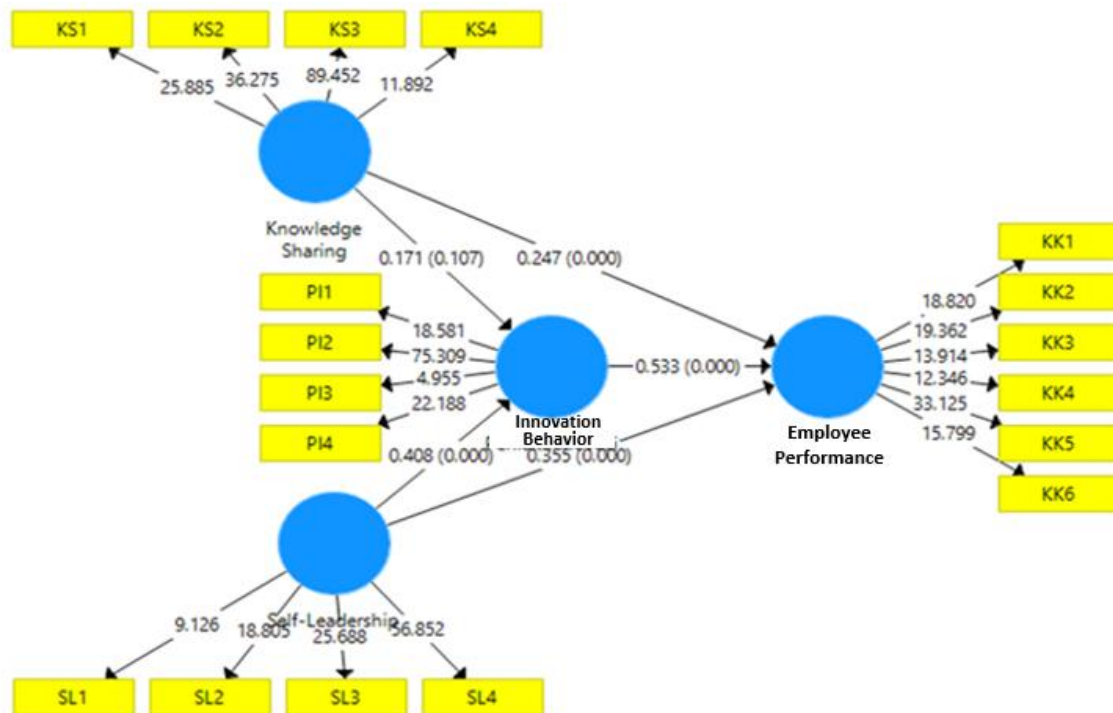 KS1 KS2 KS3 KS4
25.885 36.275 89.452 11.892
Knowledge
Sharing
0.171 (0.107) 0.247 (0.000)
PI1
PI2
PI3
PI4
18.581
75.309
4.955
22.188
0.533 (0.000)
Innovation
Behavior
Employee
Performance
KK1
KK2
KK3
KK4
KK5
KK6
18.820
19.362
13.914
12.346
33.125
15.799
0.408 (0.000) 0.355 (0.000)
Self-Leadership
9.126 18.805 25.688 56.852
SL1 SL2 SL3 SL4